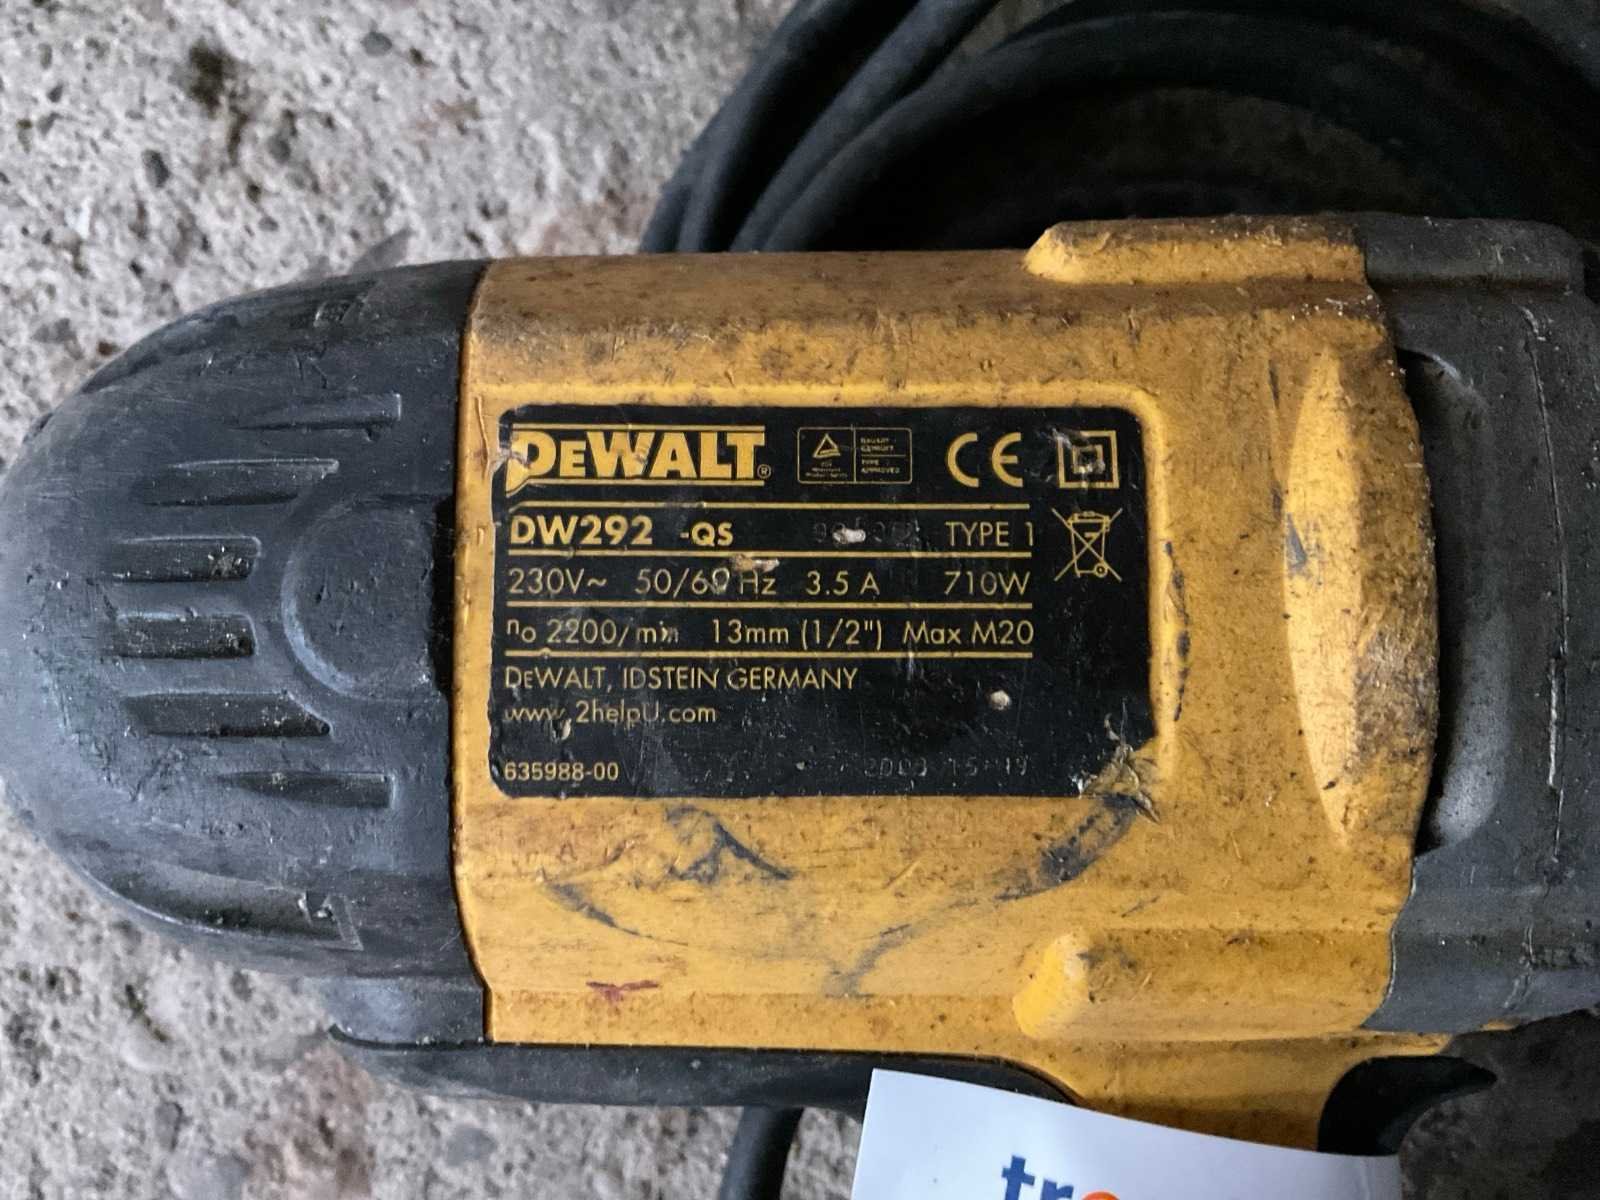 DEWALT®
CE
DW292 -QS TYPE 1
230V~ 50/60 Hz 3.5 A 710W
no 2200/min 13mm (1/2") Max M20
DEWALT, IDSTEIN GERMANY
www.2helpU.com
635988-00